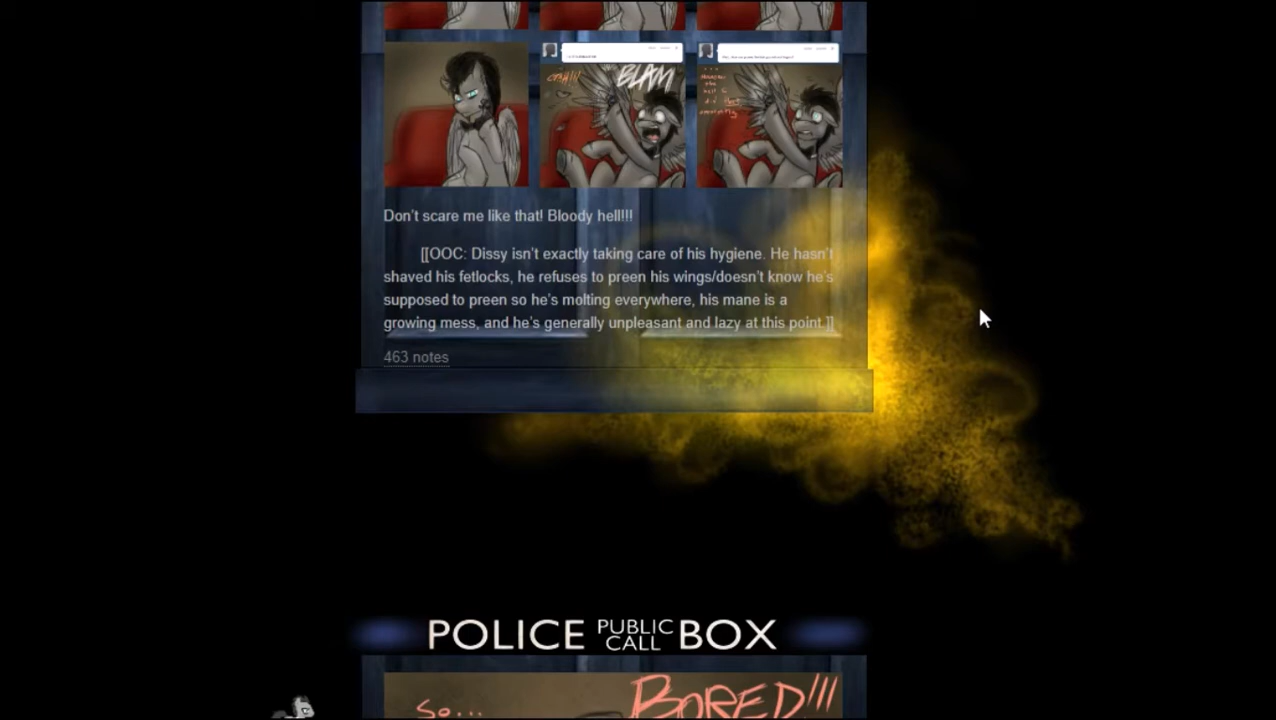 CRASH!!
BLAM
Don't scare me like that! Bloody hell!!!
[[OOC: Dissy isn't exactly taking care of his hygiene. He hasn't
shaved his fetlocks, he refuses to preen his wings/doesn't know he's
supposed to preen so he's molting everywhere, his mane is a
growing mess, and he's generally unpleasant and lazy at this point.]]
463 notes
POLICE PUBLIC CALL BOX
So...
BORED!!!